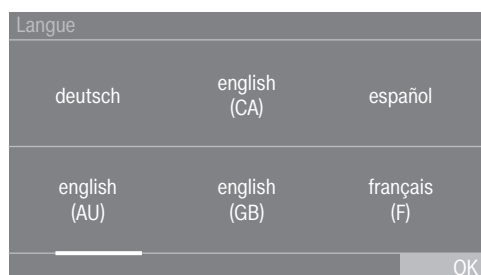 Langue
deutsch
english
(CA)
español
english
(AU)
english
(GB)
français
(F)
OK